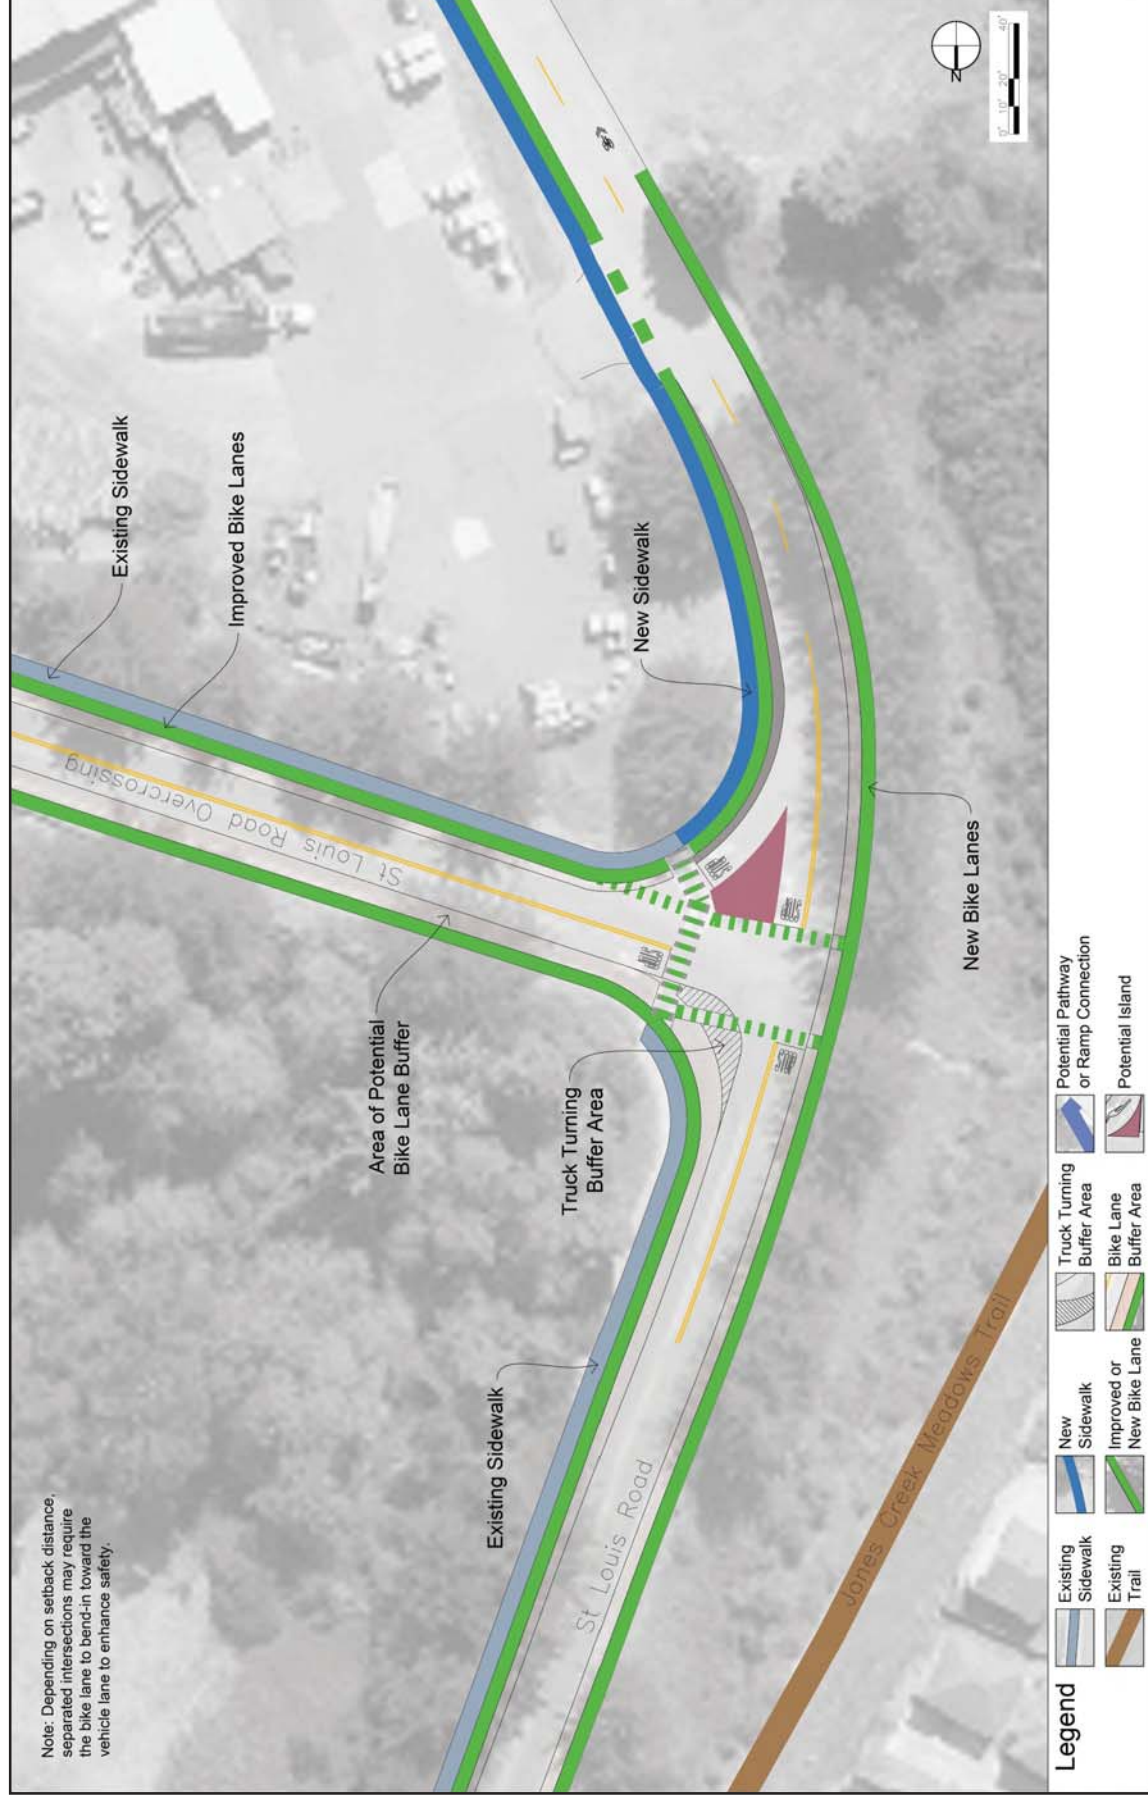 Note: Depending on setback distance,
separated intersections may require
the bike lane to bend-in toward the
vehicle lane to enhance safety.
Existing Sidewalk
Improved Bike Lanes
St Louis Road Overcrossing
Area of Potential
Bike Lane Buffer
Truck Turning
Buffer Area
New Sidewalk
Existing Sidewalk
St Louis Road
New Bike Lanes
Jones Creek Meadows Trail
N
0' 10' 20' 40'
Legend
Existing
Sidewalk
New
Sidewalk
Truck Turning
Buffer Area
Potential Pathway
or Ramp Connection
Existing
Trail
Improved or
New Bike Lane
Bike Lane
Buffer Area
Potential Island